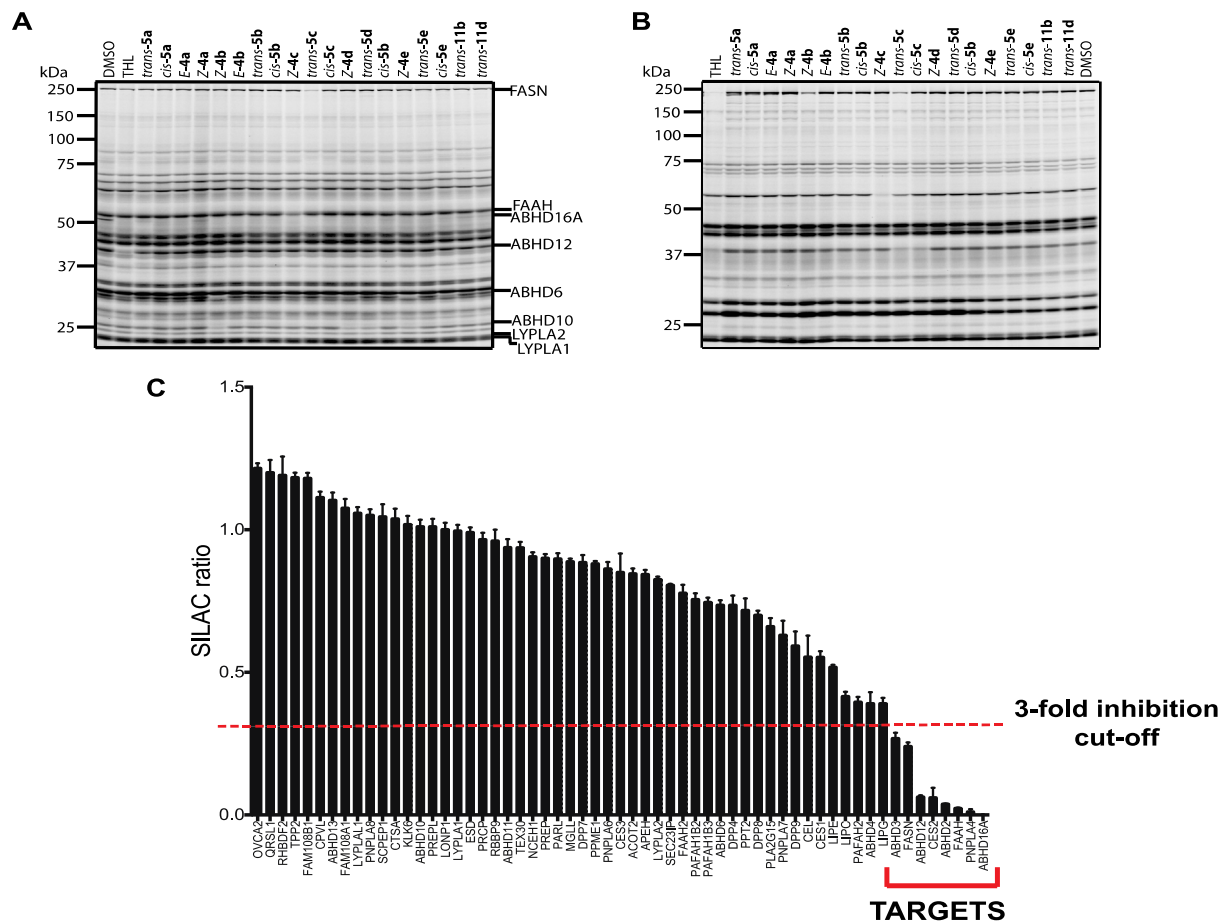 A
DMSO
THL
trans-5a
cis-5a
E-4a
Z-4a
Z-4b
E-4b
trans-5b
cis-5b
Z-4c
trans-5c
cis-5c
Z-4d
trans-5d
cis-5b
Z-4e
trans-5e
cis-5e
trans-11b
trans-11d
kDa
250
150
100
75
50
37
25
FASN
FAAH
ABHD16A
ABHD12
ABHD6
ABHD10
LYPLA2
LYPLA1
B
THL
trans-5a
cis-5a
E-4a
Z-4a
Z-4b
E-4b
trans-5b
cis-5b
Z-4c
trans-5c
cis-5c
Z-4d
trans-5d
cis-5b
Z-4e
trans-5e
cis-5e
trans-11b
trans-11d
DMSO
kDa
250
150
100
75
50
37
25
C
SILAC ratio
1.5
1.0
0.5
0.0
3-fold inhibition
cut-off
OVCA2
QRSL1
RHBDF2
TPP2
FAM108B1
CPVL
ABHD13
FAM108A1
LYPLAL1
PNPLA8
SCPEP1
CTSA
KLK6
ABHD10
PREPL
LONP1
LYPLA1
ESD
PRCP
RBBP9
ABHD11
TEX30
NCEH1
PREP
PARL
MGLL
DPP7
PPME1
PNPLA6
CES3
ACOT2
APEH
LYPLA2
SEC23IP
FAAH2
PAFAH1B2
PAFAH1B3
ABHD6
DPP4
PPT2
DPP8
PLA2G15
PNPLA7
DPP9
CEL
CES1
LIPE
LIPC
PAFAH2
ABHD4
LIPG
ABHD3
FASN
ABHD12
CES2
ABHD2
FAAH
PNPLA4
ABHD16A
TARGETS